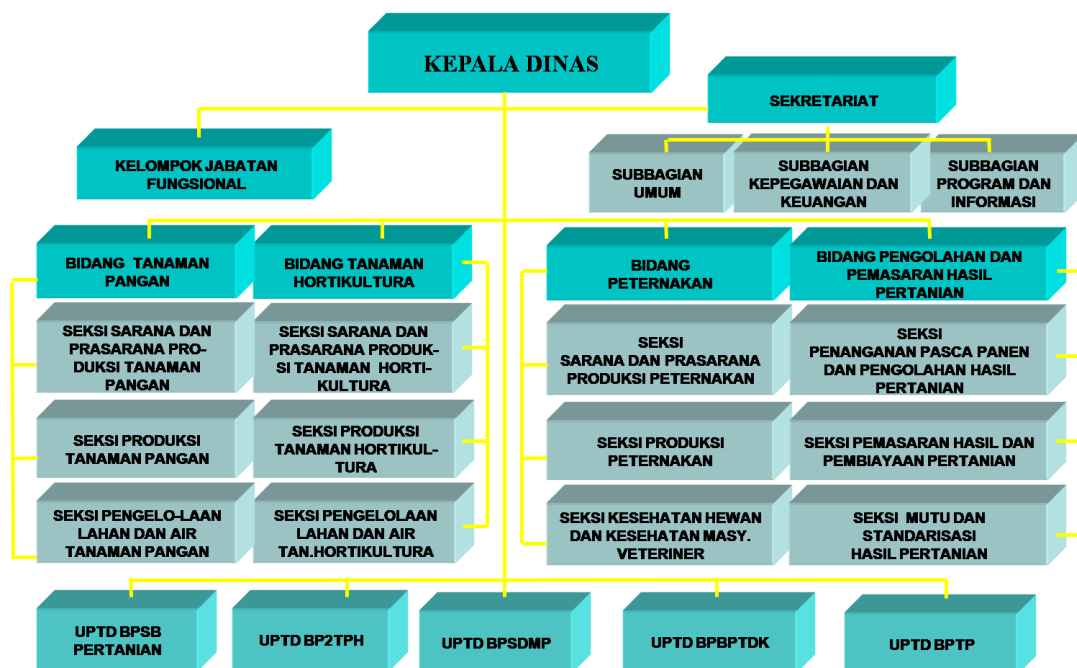 KEPALA DINAS
SEKRETARIAT
KELOMPOK JABATAN
FUNGSIONAL
SUBBAGIAN
UMUM
SUBBAGIAN
KEPEGAWAIAN DAN
KEUANGAN
SUBBAGIAN
PROGRAM DAN
INFORMASI
BIDANG TANAMAN
PANGAN
BIDANG TANAMAN
HORTIKULTURA
BIDANG
PETERNAKAN
BIDANG PENGOLAHAN DAN
PEMASARAN HASIL
PERTANIAN
SEKSI SARANA DAN
PRASARANA PRO-
DUKSI TANAMAN
PANGAN
SEKSI SARANA DAN
PRASARANA PRODUK-
SI TANAMAN HORTI-
KULTURA
SEKSI
SARANA DAN PRASARANA
PRODUKSI PETERNAKAN
SEKSI
PENANGANAN PASCA PANEN
DAN PENGOLAHAN HASIL
PERTANIAN
SEKSI PRODUKSI
TANAMAN PANGAN
SEKSI PRODUKSI
TANAMAN HORTIKUL-
TURA
SEKSI PRODUKSI
PETERNAKAN
SEKSI PEMASARAN HASIL DAN
PEMBIAYAAN PERTANIAN
SEKSI PENGELO-LAAN
LAHAN DAN AIR
TANAMAN PANGAN
SEKSI PENGELOLAAN
LAHAN DAN AIR
TAN.HORTIKULTURA
SEKSI KESEHATAN HEWAN
DAN KESEHATAN MASY.
VETERINER
SEKSI MUTU DAN
STANDARISASI
HASIL PERTANIAN
UPTD BPSB
PERTANIAN
UPTD BP2TPH
UPTD BPSDMP
UPTD BPBPTDK
UPTD BPTP